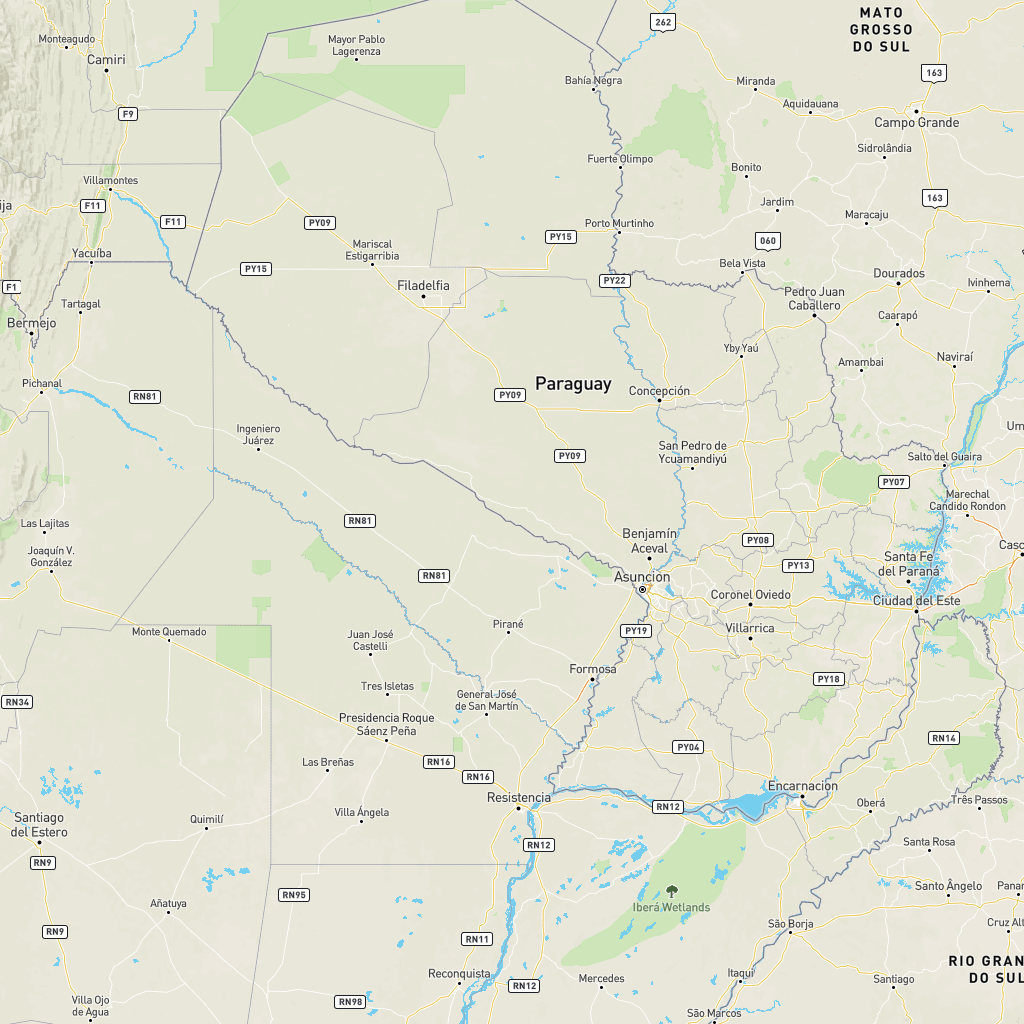 MATO
GROSSO
DO SUL
262
Monteagudo
Mayor Pablo
Lagerenza
Camiri
163
Bahía Negra
Miranda
Aquidauana
F9
Campo Grande
Sidrolândia
Fuerte Olimpo
Bonito
Villamontes
163
F11
Jardim
Maracaju
F11
PY09
Porto Murtinho
PY15
060
Mariscal
Estigarribia
Yacuíba
PY15
Bela Vista
Dourados
PY22
F1
Filadelfia
Pedro Juan
Caballero
Ivinhema
Tartagal
Caarapó
Bermejo
Yby Yaú
Naviraí
Amambai
Paraguay
Pichanal
RN81
PY09
Concepción
Ingeniero
Juárez
San Pedro de
Ycuamandiyú
PY09
Salto del Guaira
PY07
Marechal
Candido Rondon
Las Lajitas
RN81
Benjamín
Aceval
PY08
Joaquín V.
González
Santa Fe
del Paraná
PY13
RN81
Asuncion
Coronel Oviedo
Ciudad del Este
Pirané
PY19
Villarrica
Monte Quemado
Juan José
Castelli
Formosa
PY18
Tres Isletas
General José
de San Martín
RN34
Presidencia Roque
Sáenz Peña
RN14
PY04
Las Breñas
RN16
RN16
Encarnacion
Resistencia
RN12
Oberá
Três Passos
Villa Ángela
Santiago
del Estero
Quimilí
RN12
Santa Rosa
RN9
RN95
Iberá Wetlands
Santo Ângelo
Añatuya
São Borja
RN9
RN11
RIO GRAN
DO SUL
Reconquista
Mercedes
Itaqui
Santiago
RN12
Villa Ojo
de Agua
RN98
São Marcos